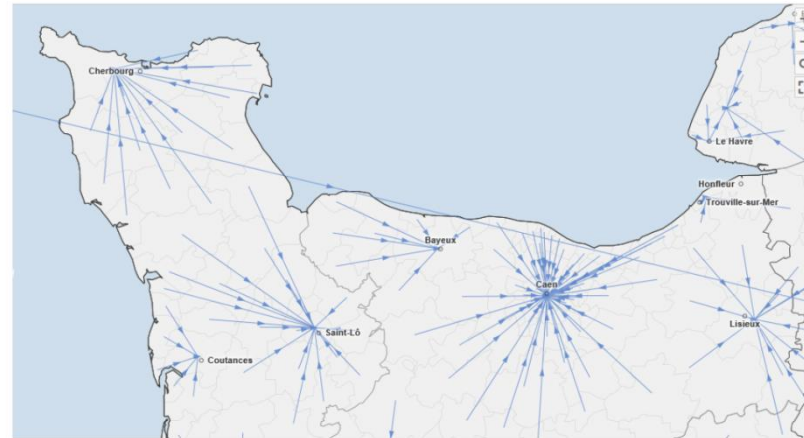 Cherbourg
Le Havre
Honfleur
Trouville-sur-Mer
Bayeux
Caen
Lisieux
Saint-Lô
Coutances